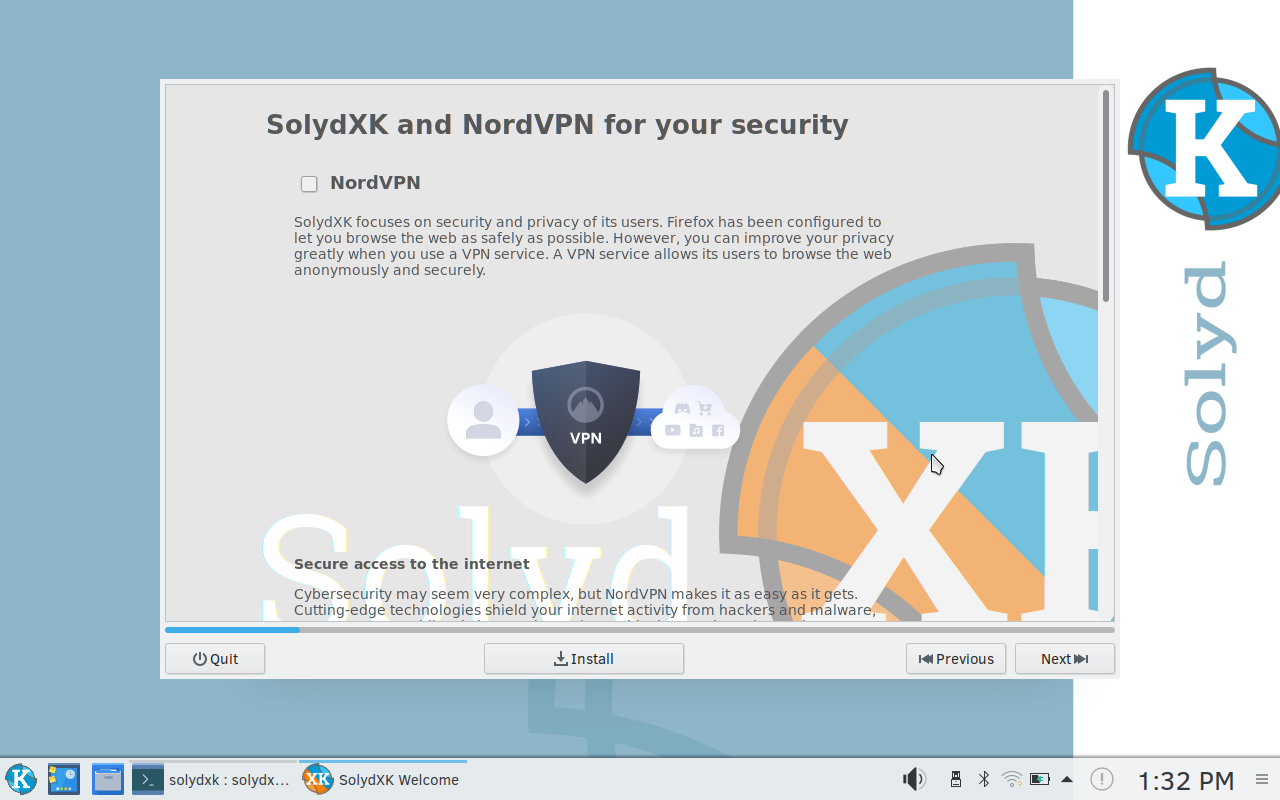 SolydXK and NordVPN for your security
NordVPN
SolydXK focuses on security and privacy of its users. Firefox has been configured to
let you browse the web as safely as possible. However, you can improve your privacy
greatly when you use a VPN service. A VPN service allows its users to browse the web
anonymously and securely.
VPN
XK
Solyd
Secure access to the internet
Cybersecurity may seem very complex, but NordVPN makes it as easy as it gets.
Cutting-edge technologies shield your internet activity from hackers and malware,
Quit
Install
Previous
Next
K
Solyd
K
solydxk : solydx...
XK
SolydXK Welcome
1:32 PM